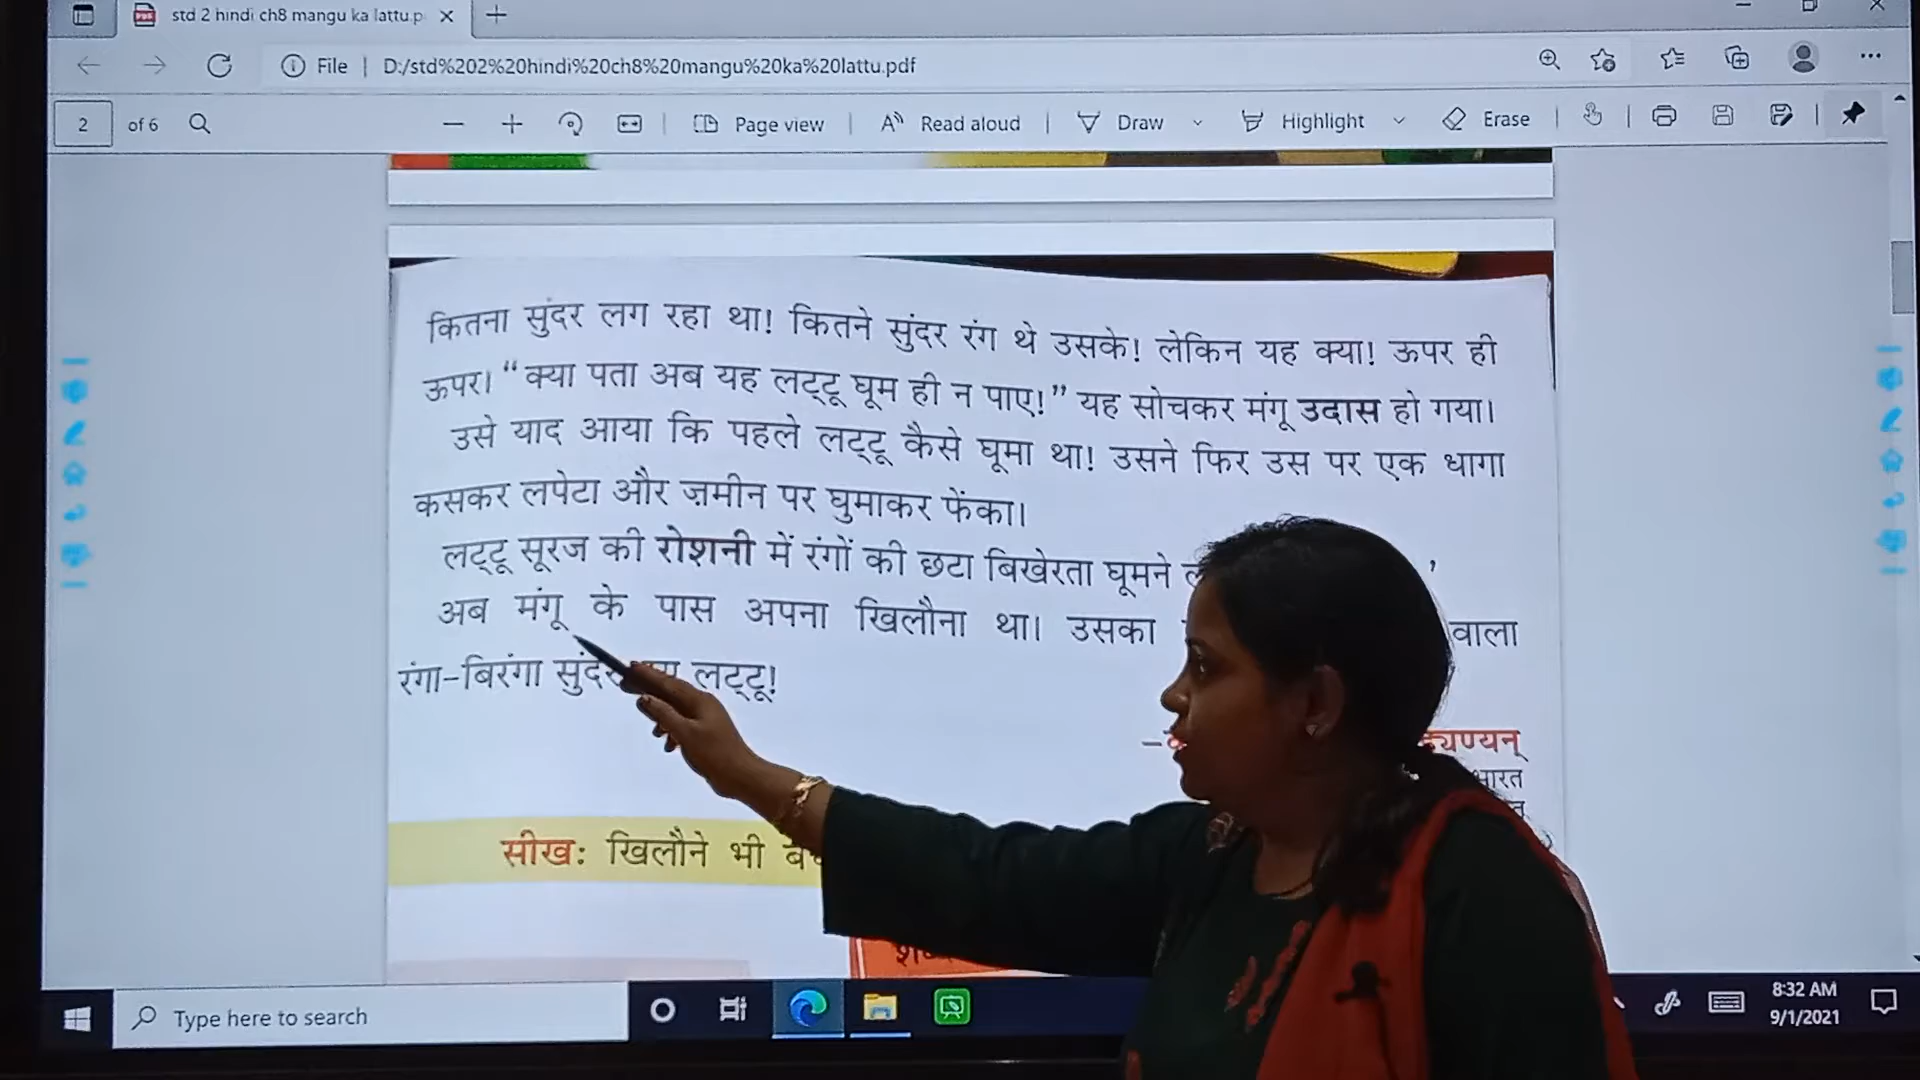 std 2 hindi ch8 mangu ka lattu.p
File | D:/std%202%20hindi%20ch8%20mangu%20ka%20lattu.pdf
2 of 6 Page view Read aloud Draw Highlight Erase
कितना सुंदर लग रहा था! कितने सुंदर रंग थे उसके! लेकिन यह क्या! ऊपर ही
ऊपर। “क्या पता अब यह लट्टू घूम ही न पाए!” यह सोचकर मंगू उदास हो गया।
उसे याद आया कि पहले लट्टू कैसे घूमा था! उसने फिर उस पर एक धागा
कसकर लपेटा और ज़मीन पर घुमाकर फेंका।
लट्टू सूरज की रोशनी में रंगों की छटा बिखेरता घूमने
अब मंगू के पास अपना खिलौना था। उसका वाला
रंगा-बिरंगा सुंदर लट्टू!
सीख: खिलौने भी
Type here to search
8:32 AM
9/1/2021